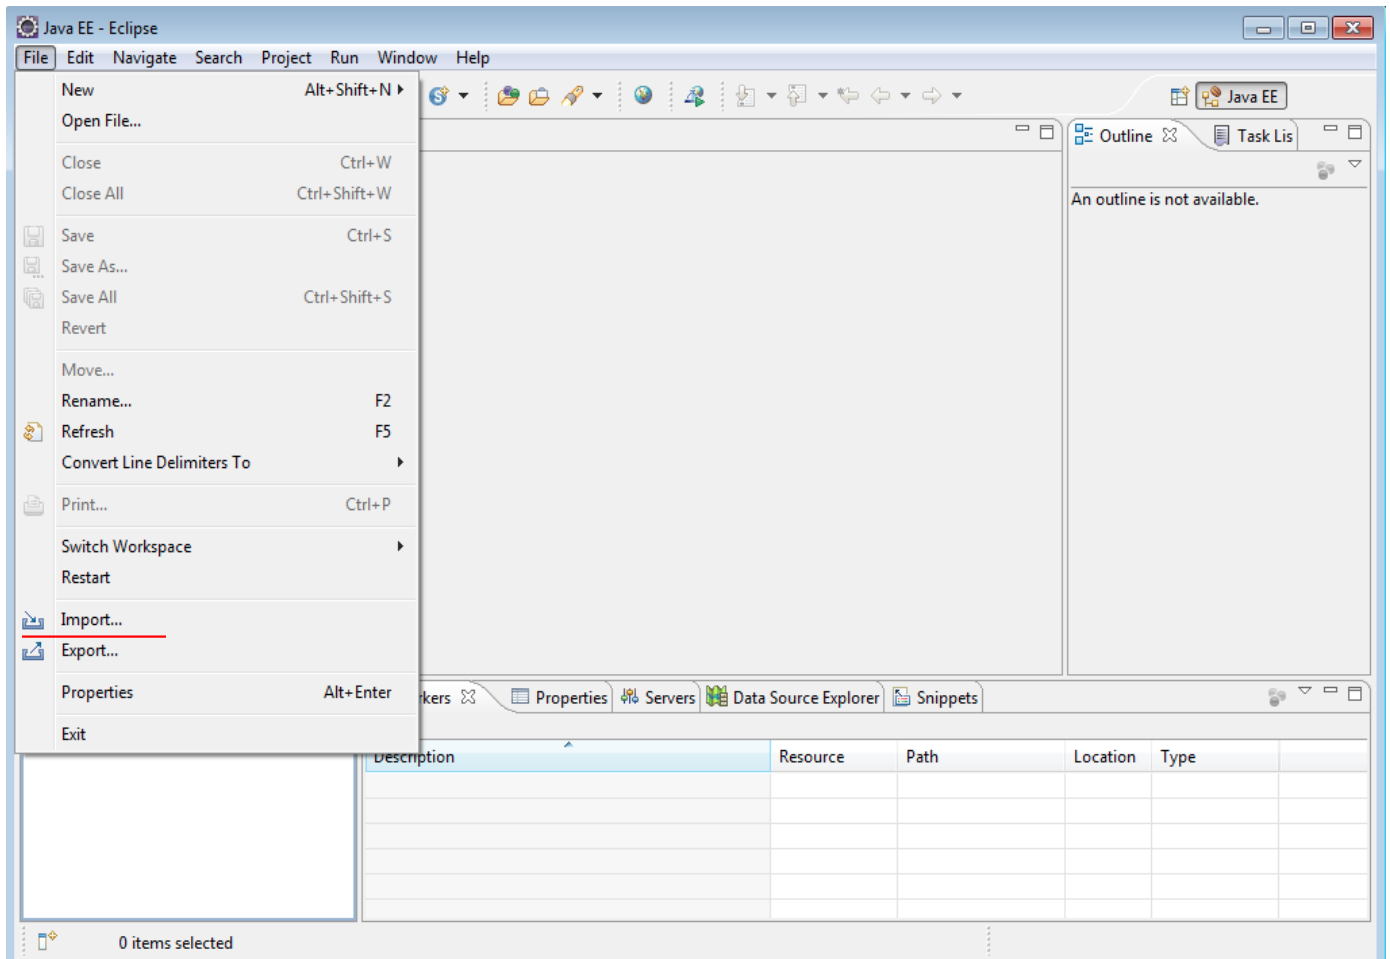 Java EE - Eclipse
File Edit Navigate Search Project Run Window Help
New Alt+Shift+N
Open File...
Close Ctrl+W
Close All Ctrl+Shift+W
Save Ctrl+S
Save As...
Save All Ctrl+Shift+S
Revert
Move...
Rename... F2
Refresh F5
Convert Line Delimiters To
Print... Ctrl+P
Switch Workspace
Restart
Import...
Export...
Properties Alt+Enter
Exit
Java EE
Outline Task Lis
An outline is not available.
kers Properties Servers Data Source Explorer Snippets
Description Resource Path Location Type
0 items selected